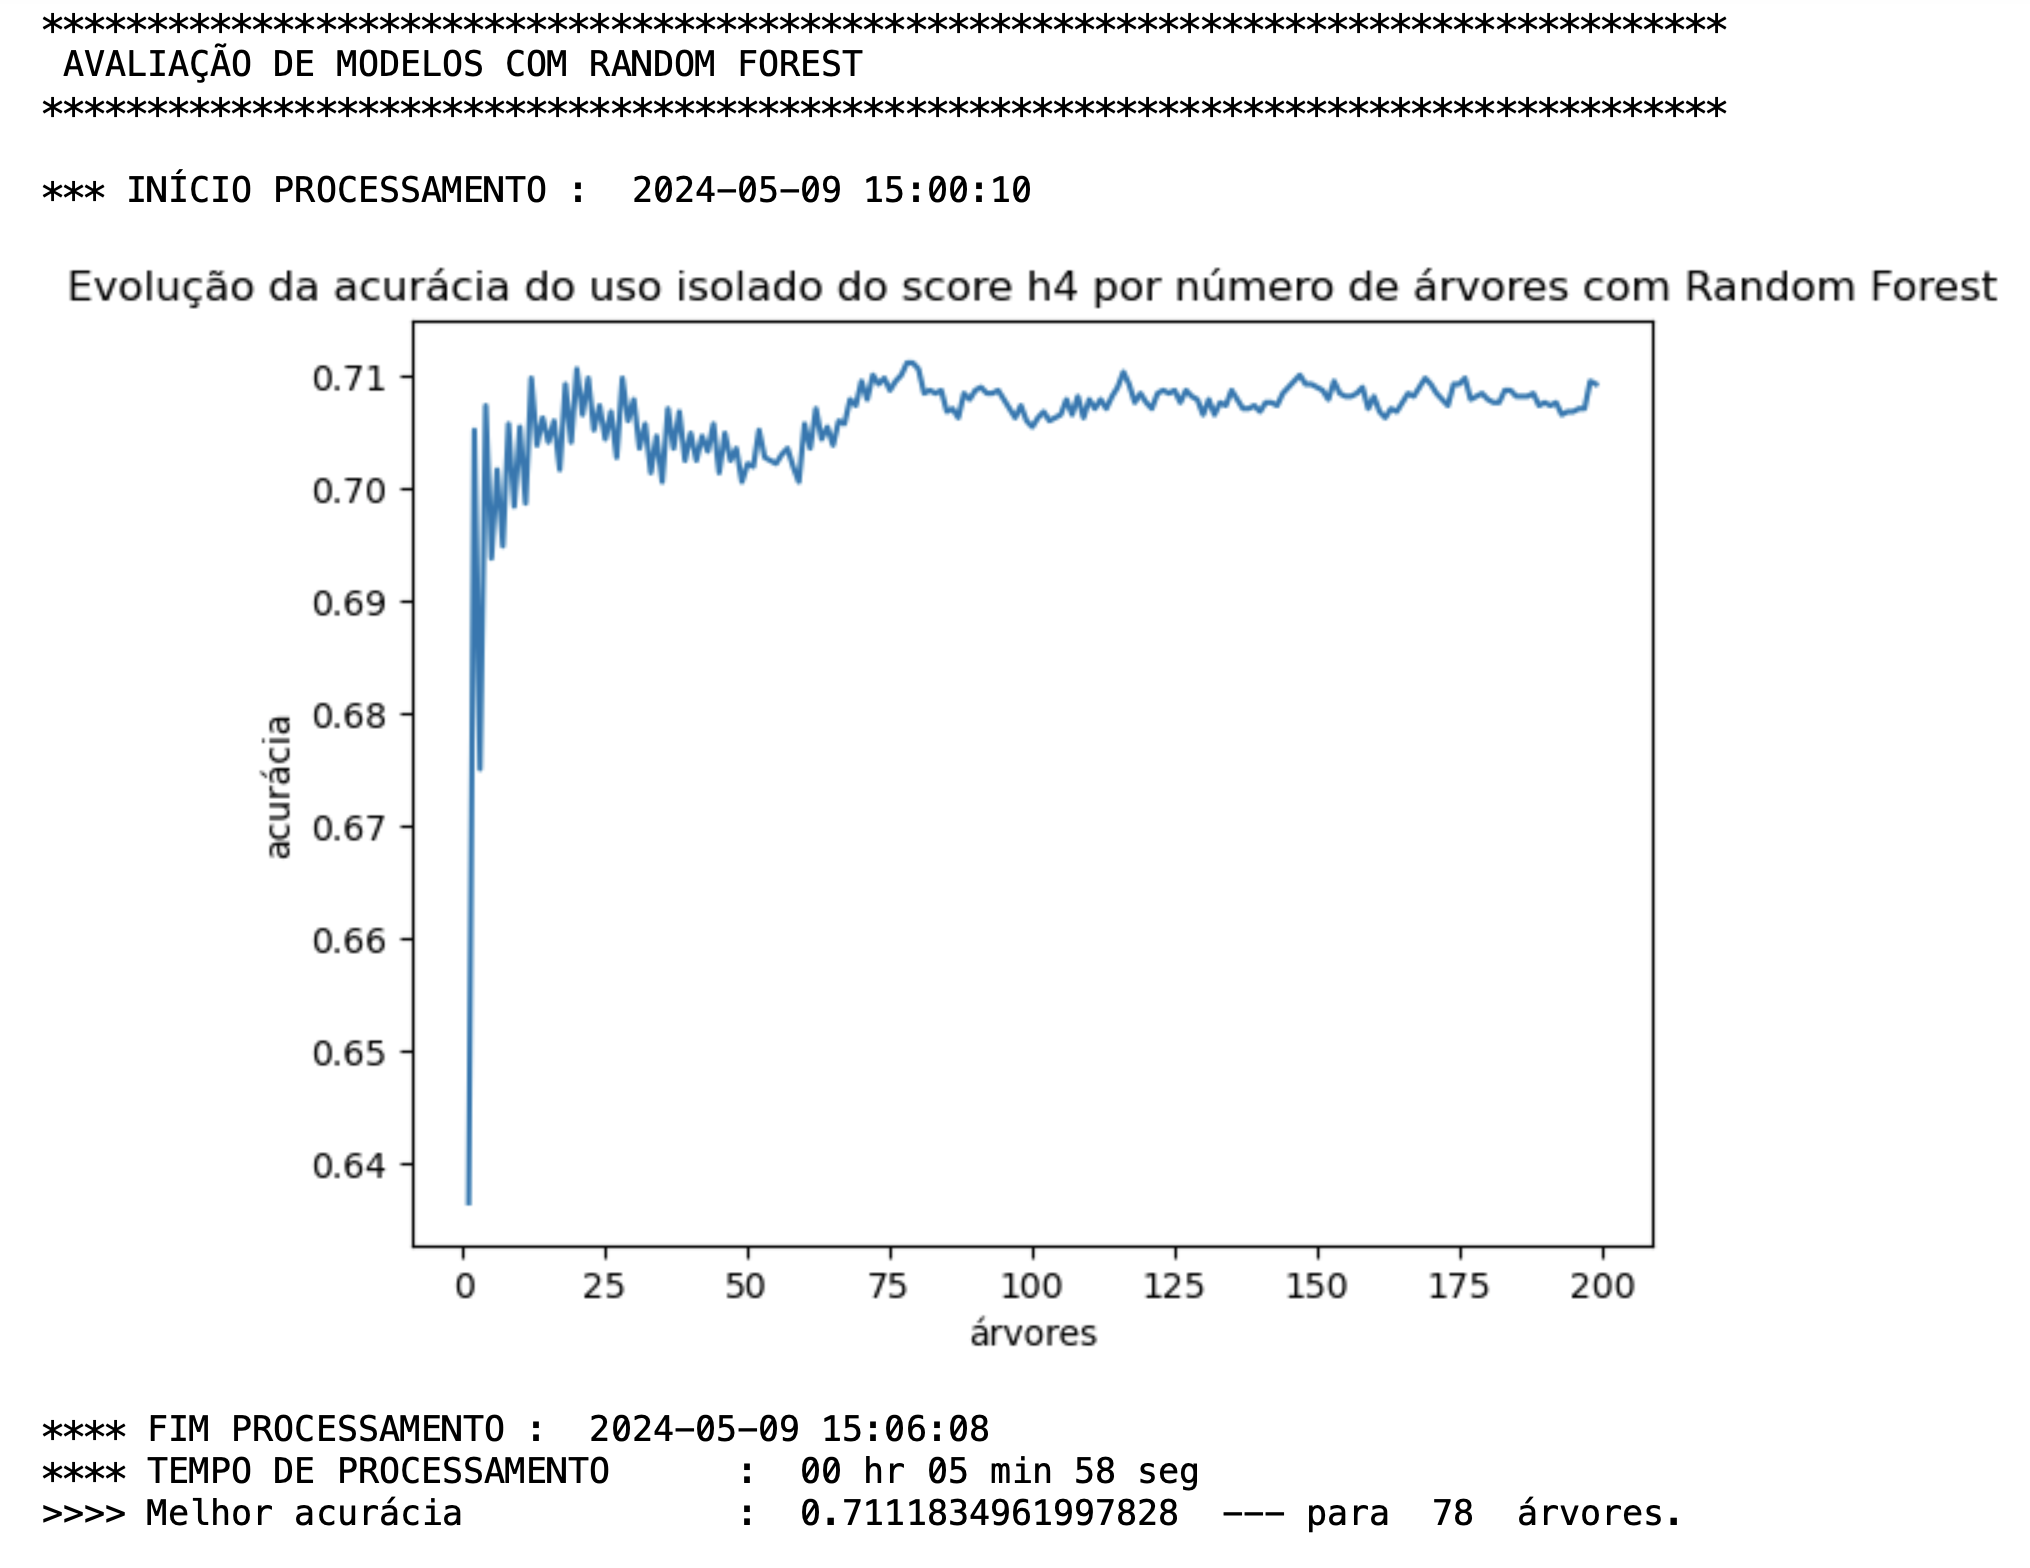 ********************************************************************************
AVALIAÇÃO DE MODELOS COM RANDOM FOREST
********************************************************************************
*** INÍCIO PROCESSAMENTO :  2024-05-09 15:00:10
Evolução da acurácia do uso isolado do score h4 por número de árvores com Random Forest
0.71
0.70
0.69
0.68
0.67
0.66
0.65
0.64
acurácia
0 25 50 75 100 125 150 175 200
árvores
**** FIM PROCESSAMENTO :  2024-05-09 15:06:08
**** TEMPO DE PROCESSAMENTO      :  00 hr 05 min 58 seg
>>>> Melhor acurácia             :  0.7111834961997828  --- para  78  árvores.